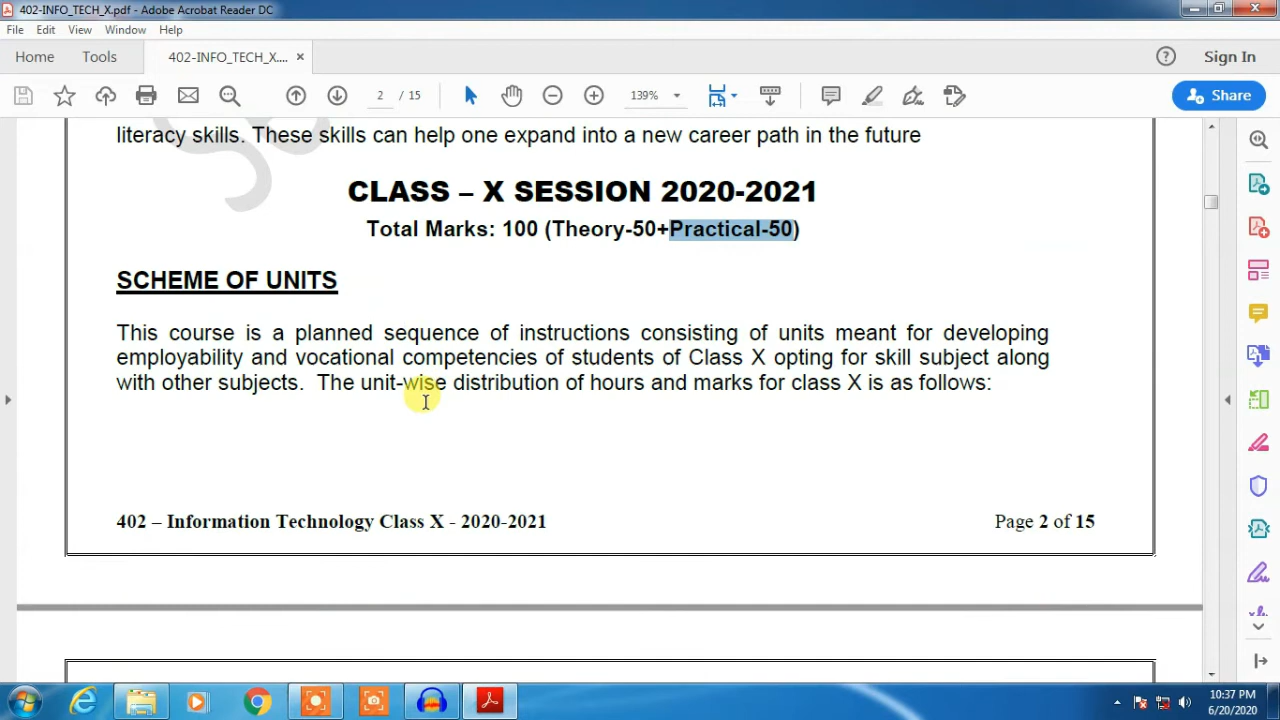 402-INFO_TECH_X.pdf - Adobe Acrobat Reader DC
File Edit View Window Help
Home Tools 402-INFO_TECH_X.... × Sign In
2 / 15 139% Share
literacy skills. These skills can help one expand into a new career path in the future
CLASS – X SESSION 2020-2021
Total Marks: 100 (Theory-50+Practical-50)
SCHEME OF UNITS
This course is a planned sequence of instructions consisting of units meant for developing
employability and vocational competencies of students of Class X opting for skill subject along
with other subjects. The unit-wise distribution of hours and marks for class X is as follows:
402 – Information Technology Class X - 2020-2021 Page 2 of 15
10:37 PM
6/20/2020